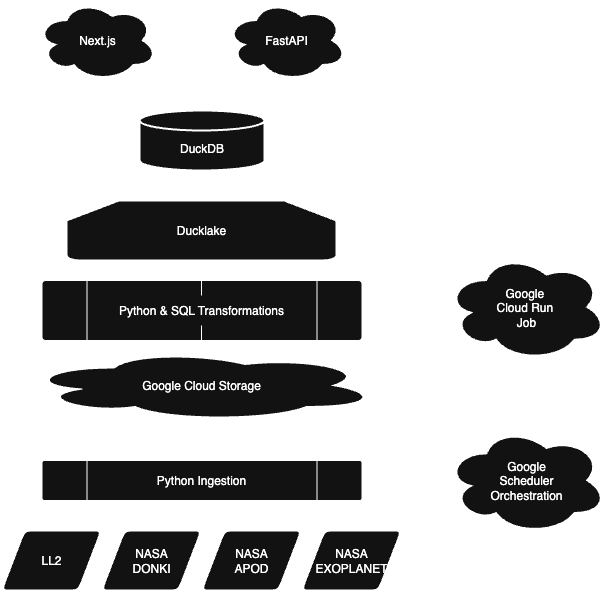 Next.js
FastAPI
DuckDB
Ducklake
Python & SQL Transformations
Google
Cloud Run
Job
Google Cloud Storage
Python Ingestion
Google
Scheduler
Orchestration
LL2
NASA
DONKI
NASA
APOD
NASA
EXOPLANET